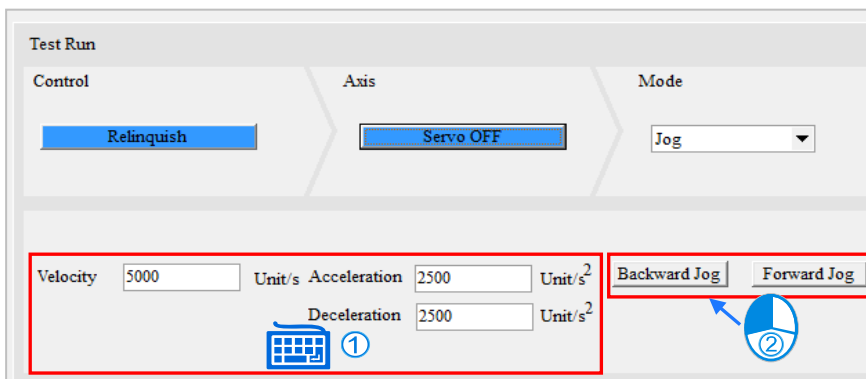 Test Run
Control Axis Mode
Relinquish Servo OFF Jog
Velocity 5000 Unit/s Acceleration 2500 Unit/s² Backward Jog Forward Jog
Deceleration 2500 Unit/s²
① ②